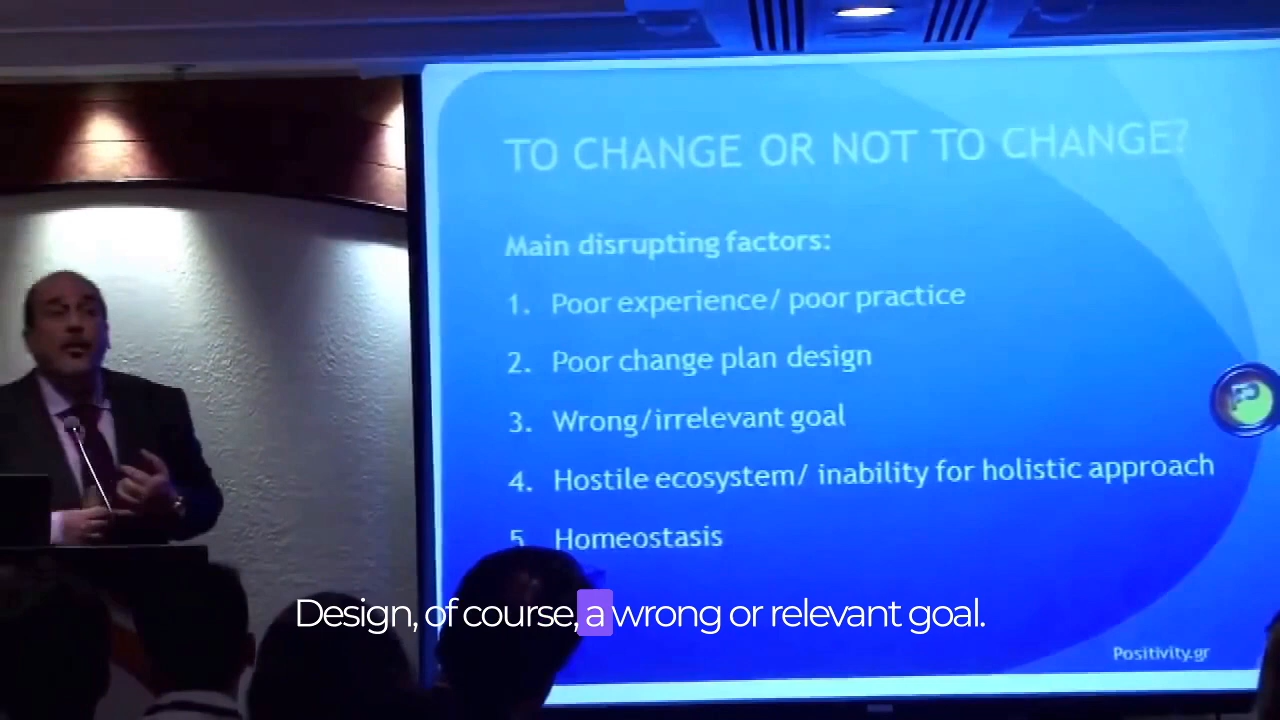 TO CHANGE OR NOT TO CHANGE?
Main disrupting factors:
1. Poor experience/ poor practice
2. Poor change plan design
3. Wrong/irrelevant goal
4. Hostile ecosystem/ inability for holistic approach
5. Homeostasis
Design, of course, a wrong or relevant goal.
Positivity.gr